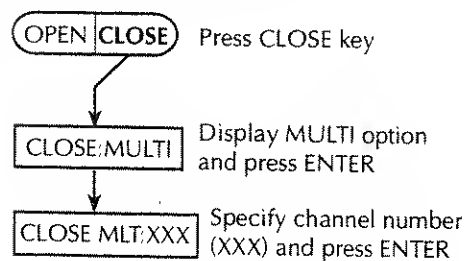 OPEN CLOSE Press CLOSE key
CLOSE:MULTI Display MULTI option
and press ENTER
CLOSE MLT:XXX Specify channel number
(XXX) and press ENTER